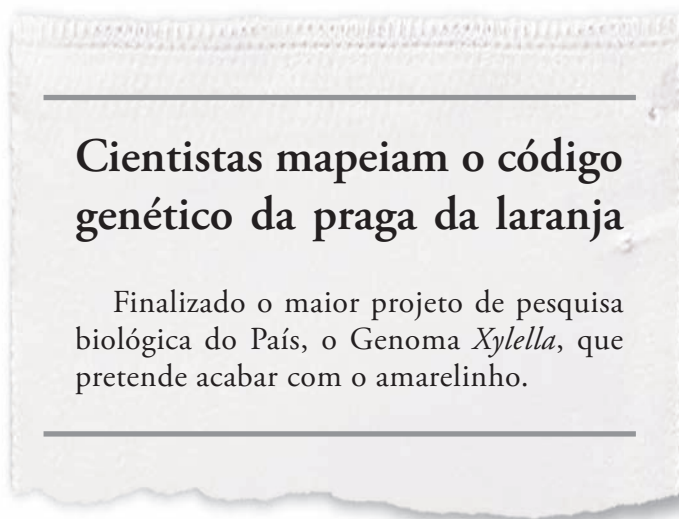 Cientistas mapeiam o código
genético da praga da laranja
Finalizado o maior projeto de pesquisa
biológica do País, o Genoma Xylella, que
pretende acabar com o amarelinho.